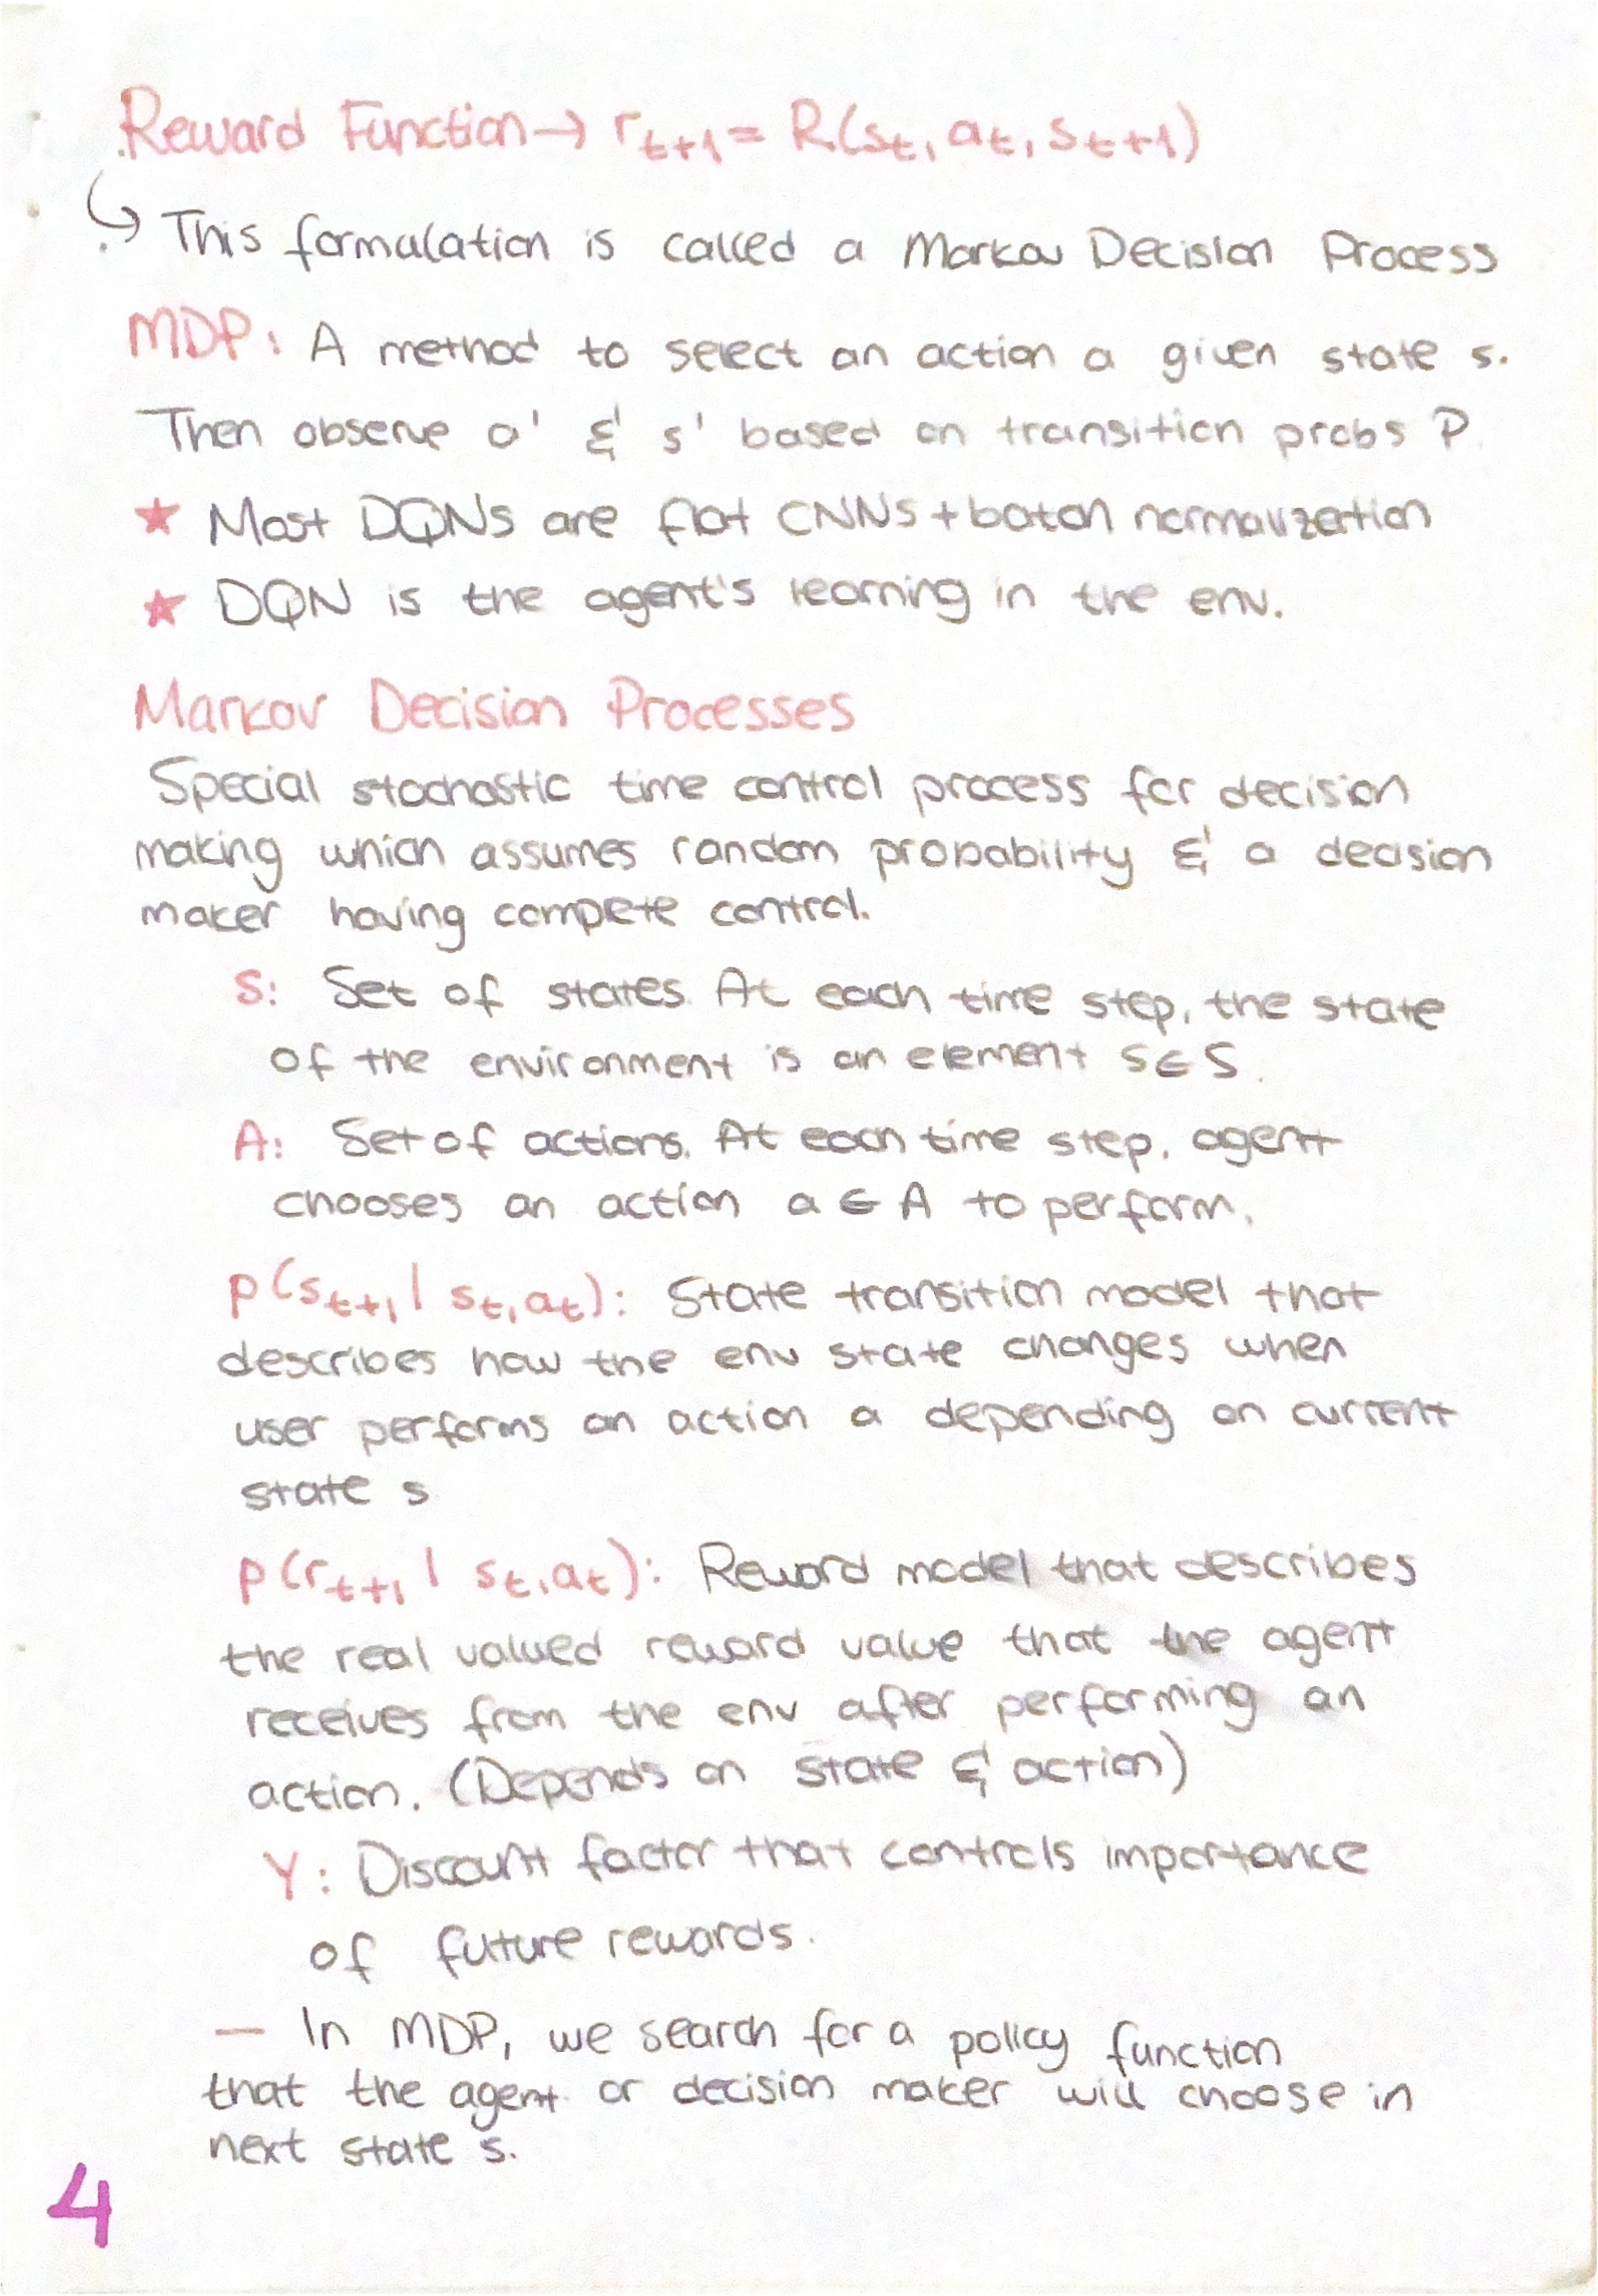 Reward Function → r_{t+1} = R(s_t, a_t, s_{t+1})
↳ This formulation is called a Markov Decision Process
MDP: A method to select an action a given state s.
Then observe a' & s' based on transition probs P
★ Most DQNs are flat CNNs + batch normalization
★ DQN is the agent's learning in the env.
Markov Decision Processes
Special stochastic time control process for decision
making which assumes random probability & a decision
maker having compete control.
S: Set of states. At each time step, the state
of the environment is an element s ∈ S.
A: Set of actions. At each time step, agent
chooses an action a ∈ A to perform.
p(s_{t+1} | s_t, a_t): State transition model that
describes how the env state changes when
user performs an action a depending on current
state s
p(r_{t+1} | s_t, a_t): Reward model that describes
the real valued reward value that the agent
receives from the env after performing an
action. (Depends on state & action)
γ: Discount factor that controls importance
of future rewards.
— In MDP, we search for a policy function
that the agent or decision maker will choose in
next state s.
4